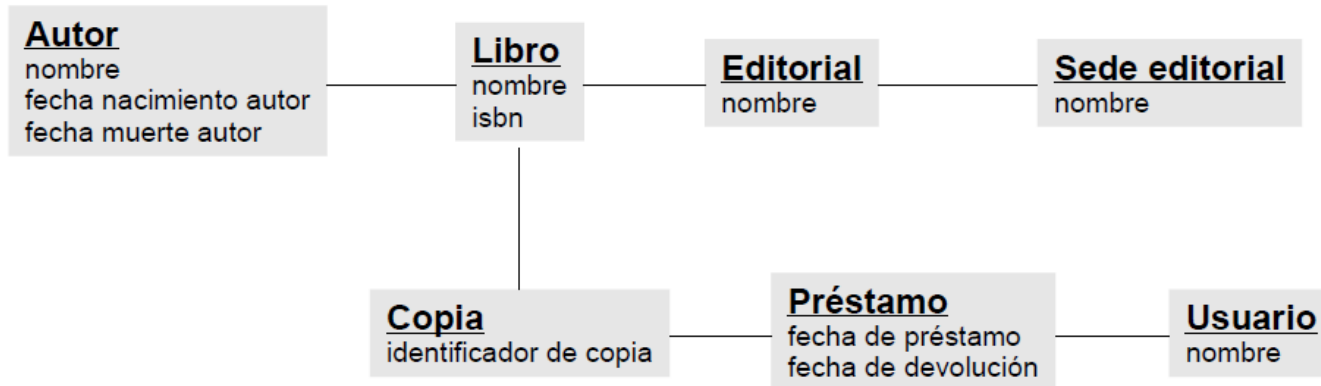 Autor
nombre
fecha nacimiento autor
fecha muerte autor
Libro
nombre
isbn
Editorial
nombre
Sede editorial
nombre
Copia
identificador de copia
Préstamo
fecha de préstamo
fecha de devolución
Usuario
nombre